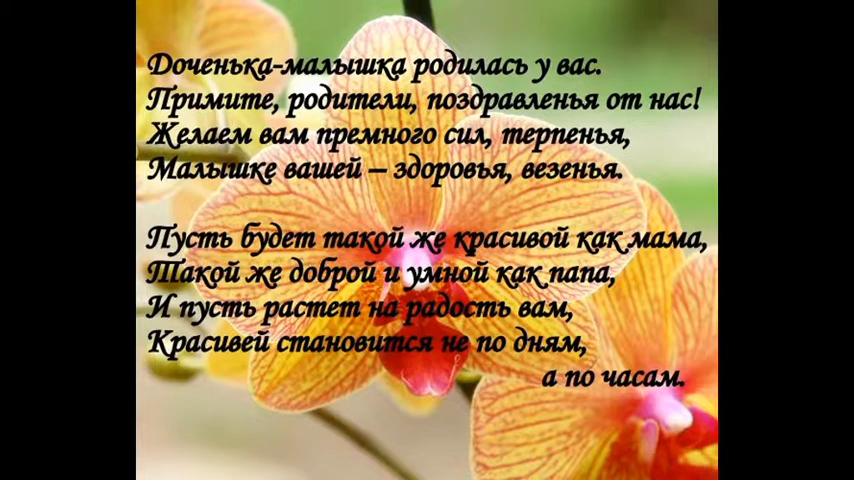 Доченька-малышка родилась у вас.
Примите, родители, поздравленья от нас!
Желаем вам премного сил, терпенья,
Малышке вашей – здоровья, везенья.
Пусть будет такой же красивой как мама,
Такой же доброй и умной как папа,
И пусть растет на радость вам,
Красивей становится не по дням,
а по часам.